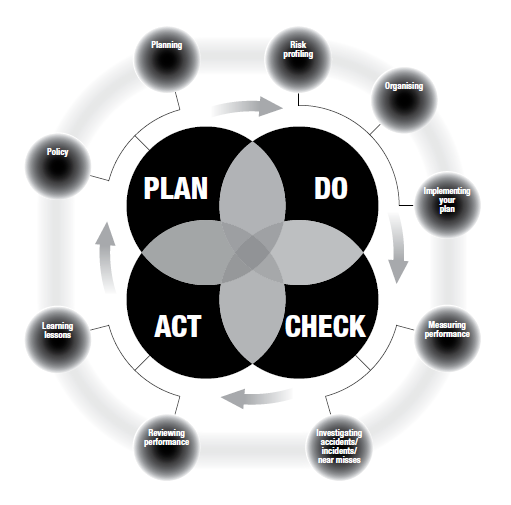 Planning
Risk
profiling
Organising
Policy
PLAN
DO
Implementing
your
plan
ACT
CHECK
Learning
lessons
Measuring
performance
Reviewing
performance
Investigating
accidents/
incidents/
near misses